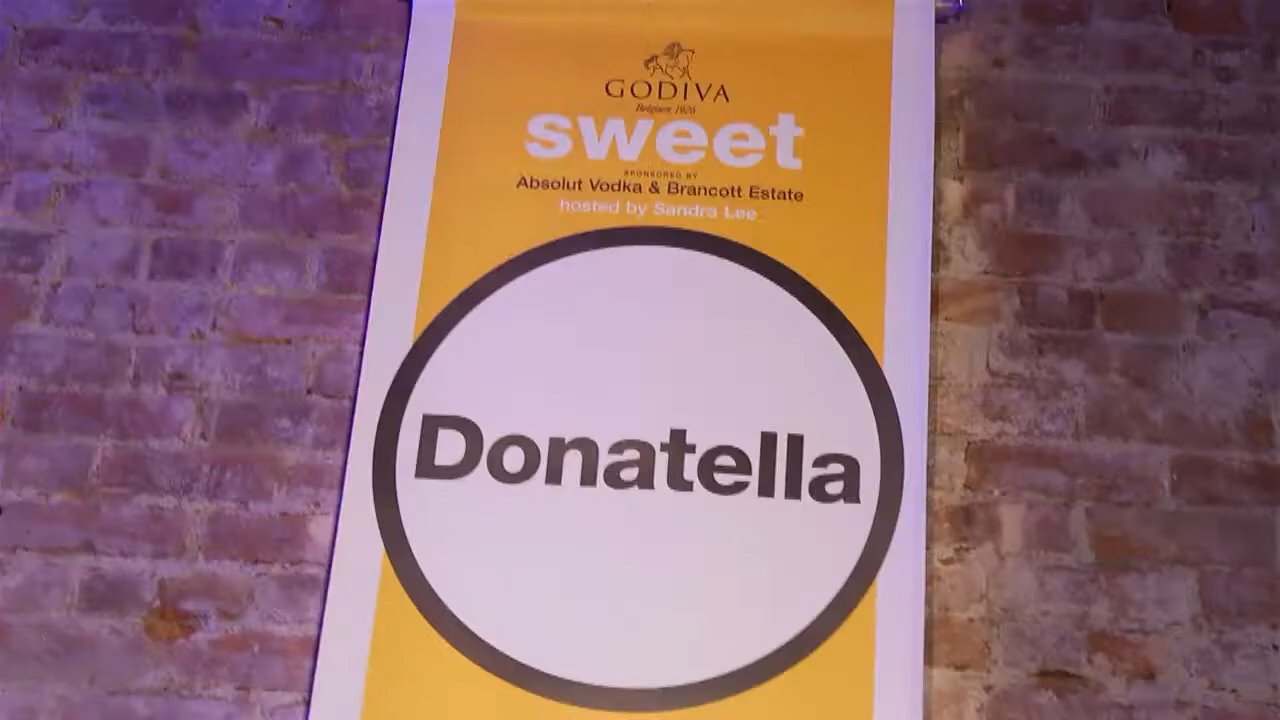 GODIVA
Belgium 1926
sweet
SPONSORED BY
Absolut Vodka & Brancott Estate
hosted by Sandra Lee
Donatella